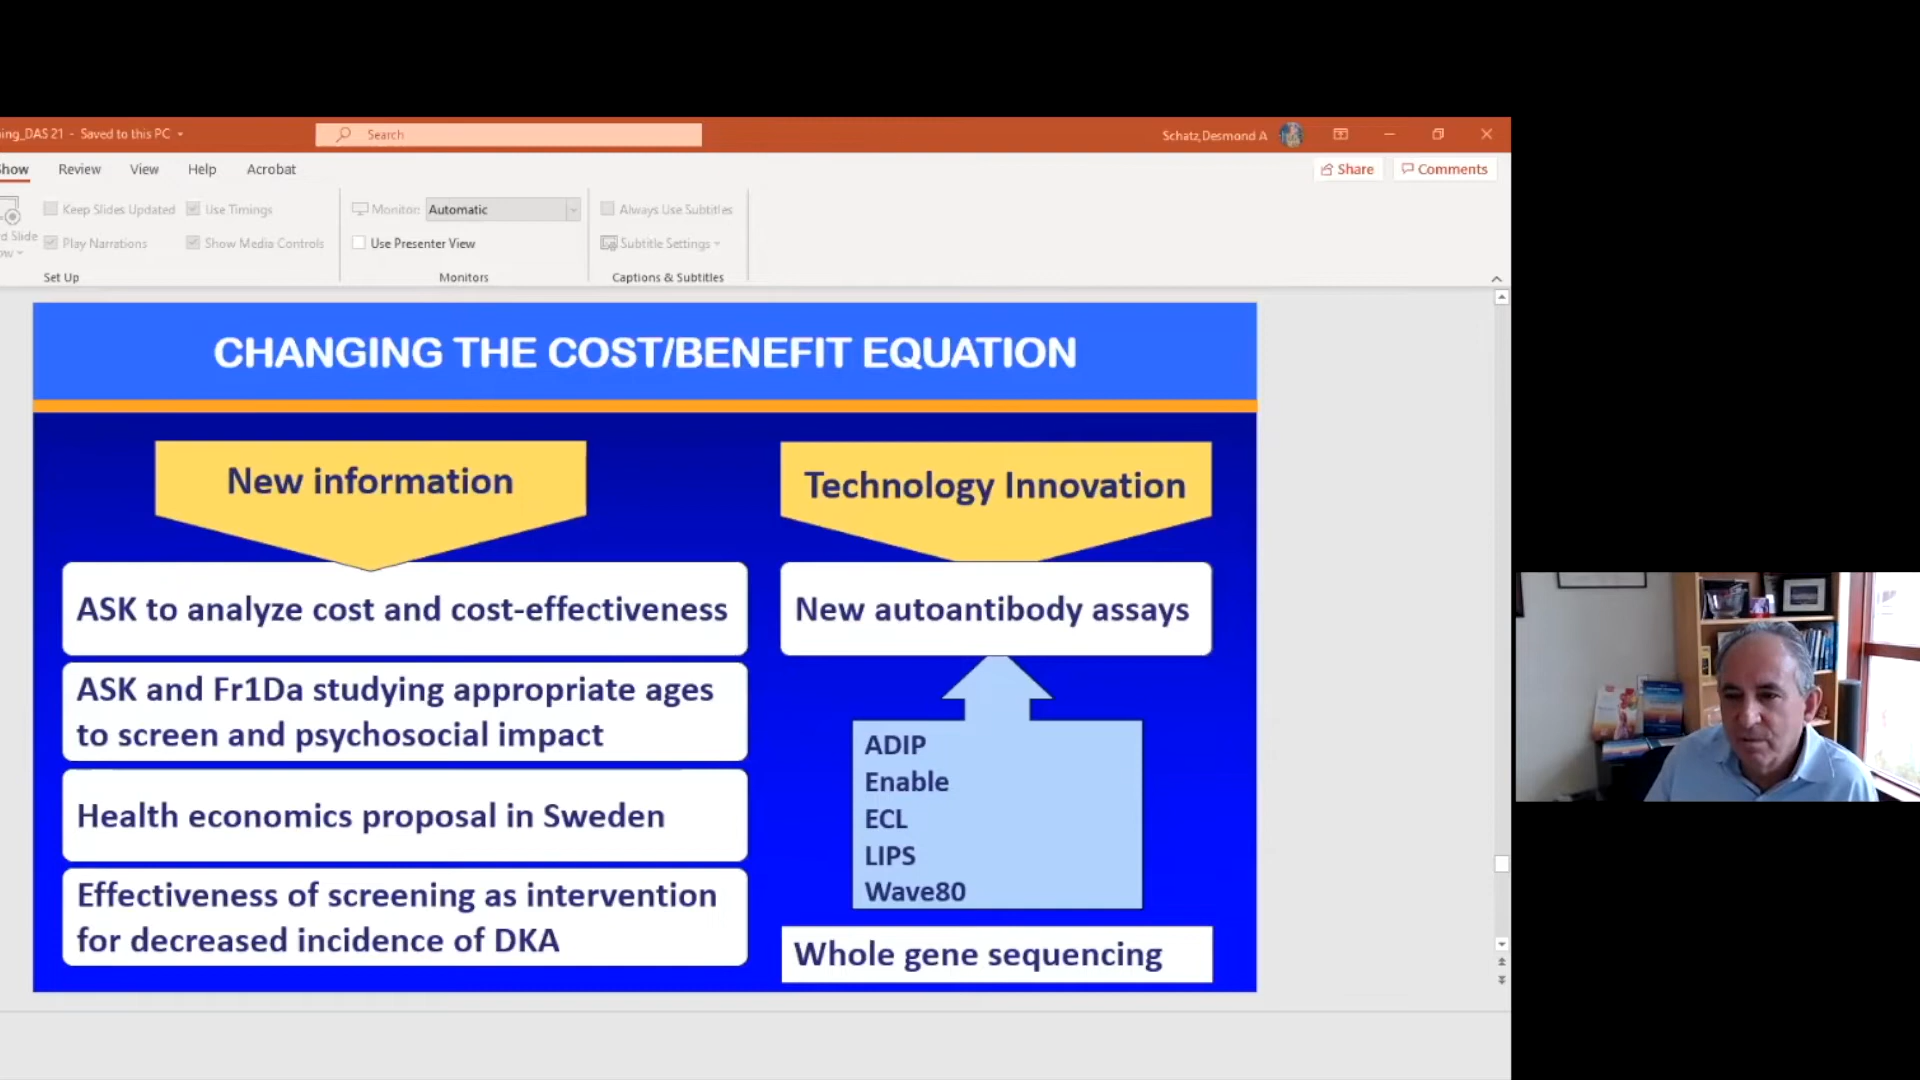 ing_DAS 21 - Saved to this PC
Search
Schatz,Desmond A
Show Review View Help Acrobat
Share Comments
Keep Slides Updated Use Timings
Play Narrations Show Media Controls
Set Up
Monitor: Automatic
Use Presenter View
Monitors
Always Use Subtitles
Subtitle Settings
Captions & Subtitles
d Slide
ow
CHANGING THE COST/BENEFIT EQUATION
New information
ASK to analyze cost and cost-effectiveness
ASK and Fr1Da studying appropriate ages
to screen and psychosocial impact
Health economics proposal in Sweden
Effectiveness of screening as intervention
for decreased incidence of DKA
Technology Innovation
New autoantibody assays
ADIP
Enable
ECL
LIPS
Wave80
Whole gene sequencing